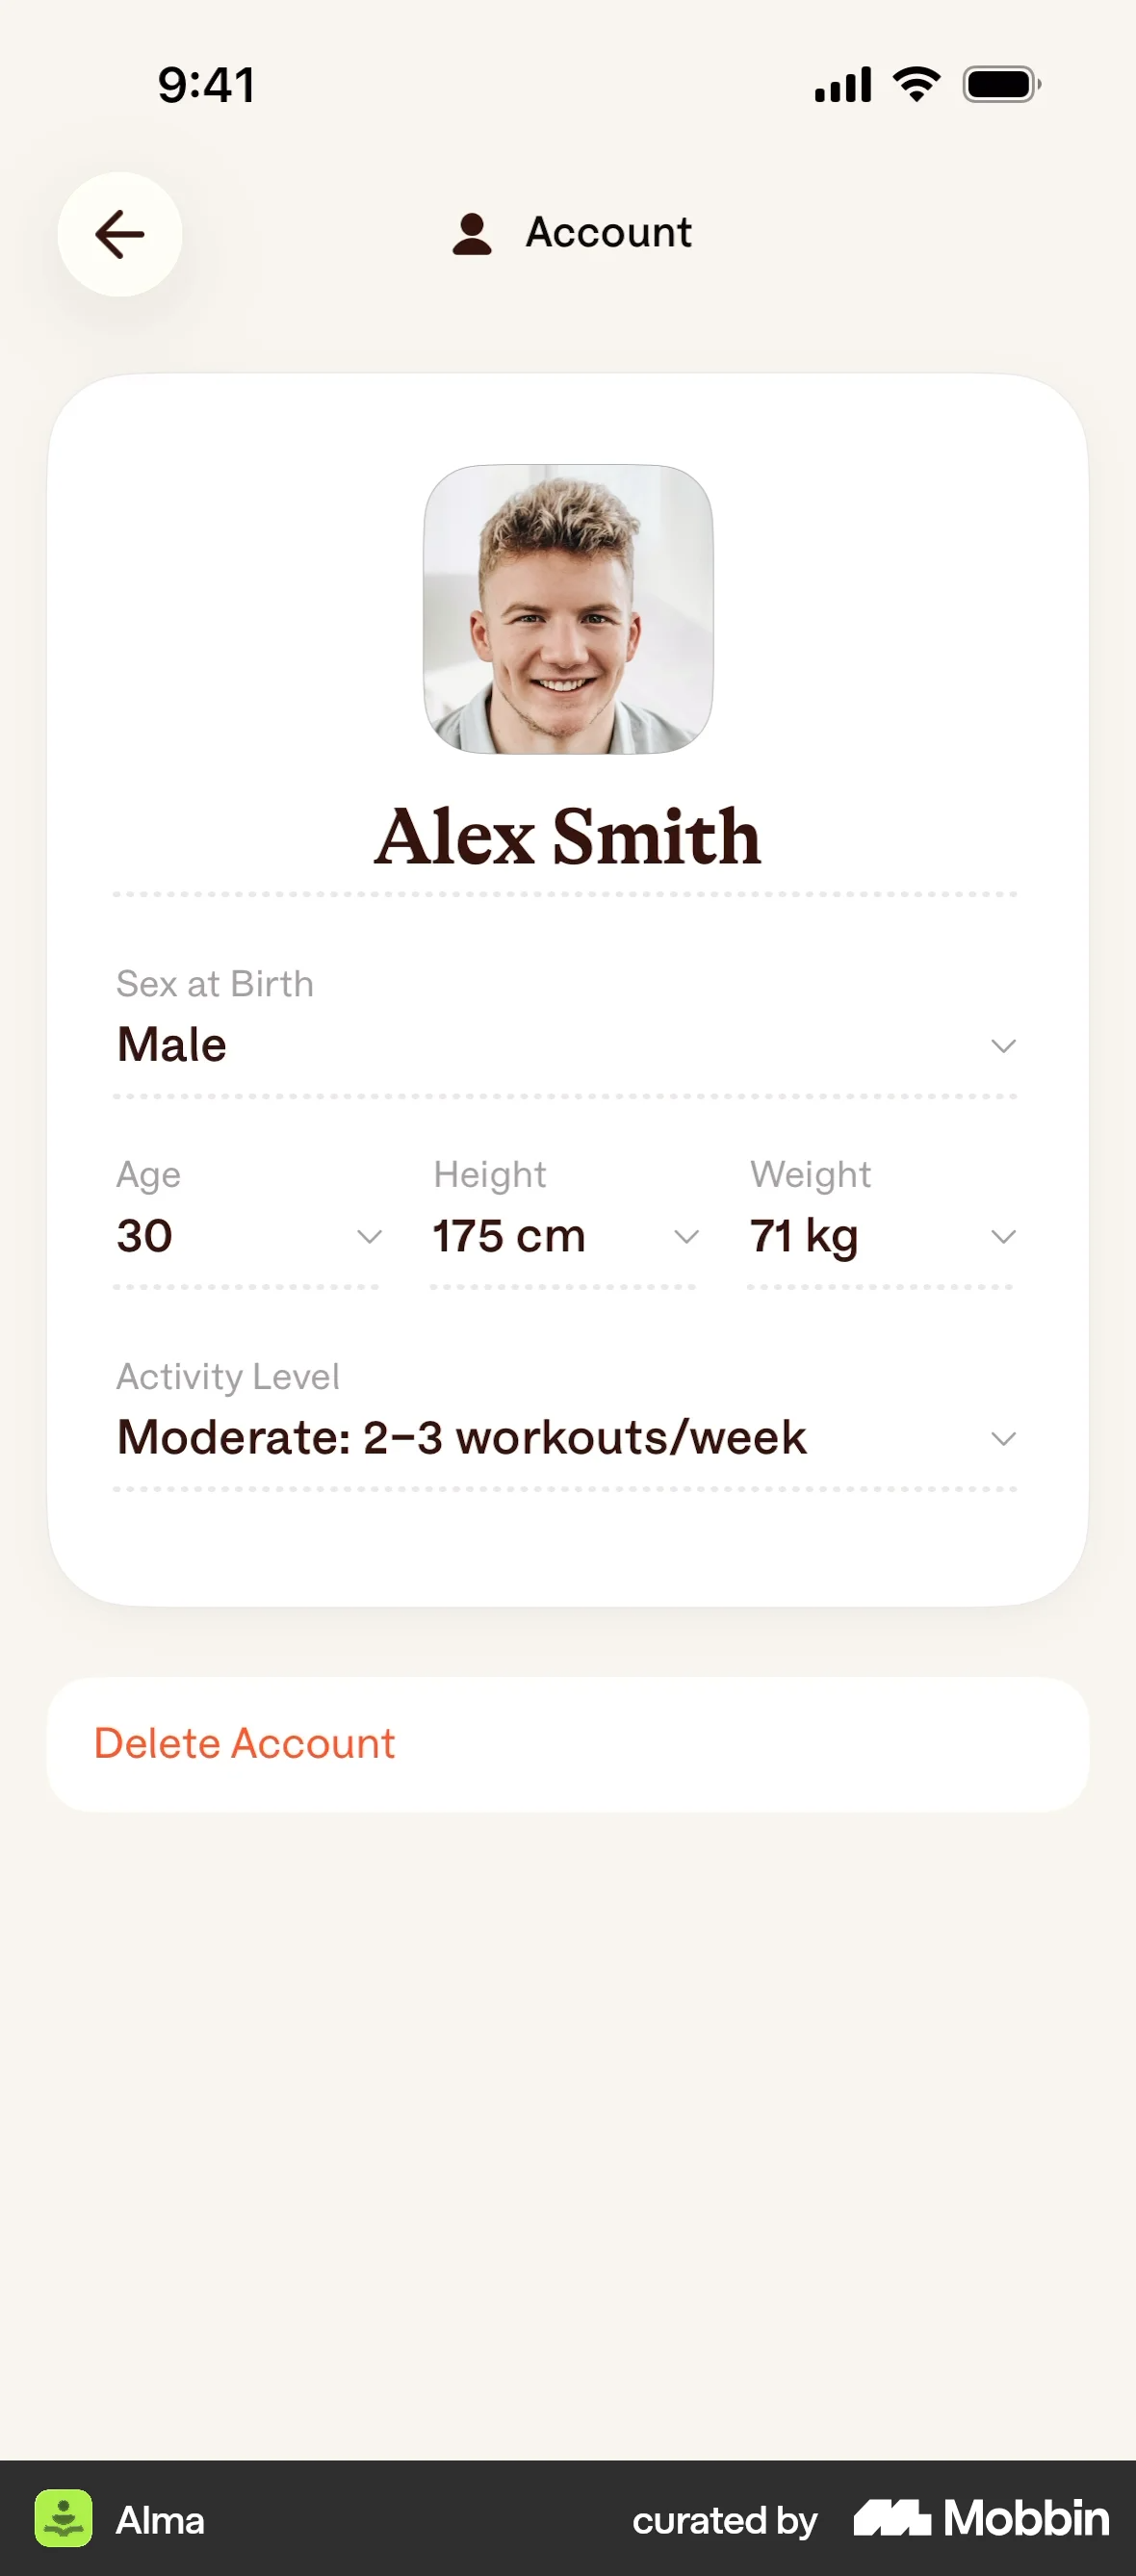 9:41
Account
Alex Smith
Sex at Birth
Male
Age Height Weight
30 175 cm 71 kg
Activity Level
Moderate: 2–3 workouts/week
Delete Account
Alma curated by Mobbin